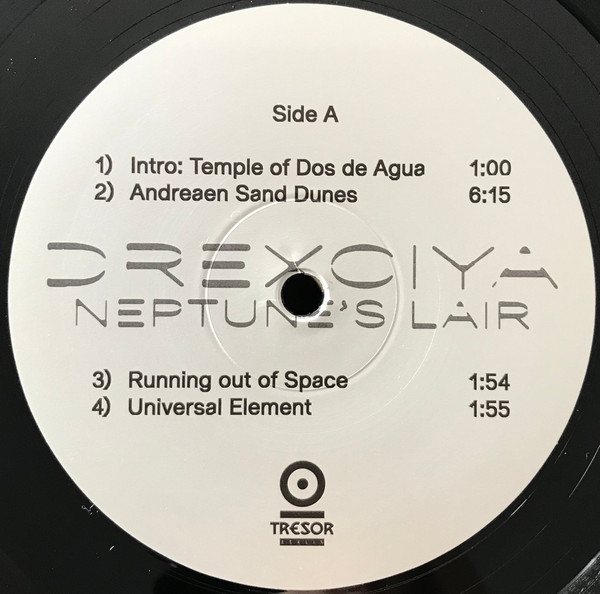 Side A
1) Intro: Temple of Dos de Agua 1:00
2) Andreaen Sand Dunes 6:15
DREXCIYA
NEPTUNE'S LAIR
3) Running out of Space 1:54
4) Universal Element 1:55
TRESOR
BERLIN